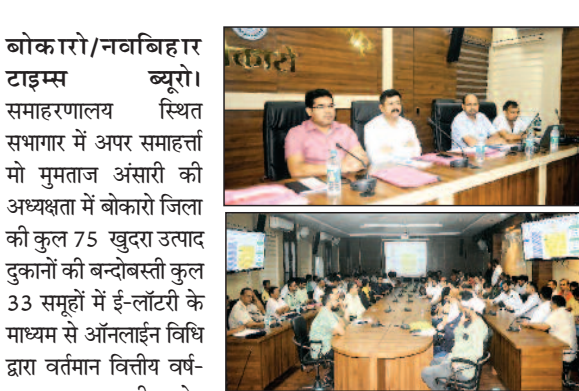 बोकारो/नवबिहार
टाइम्स ब्यूरो।
समाहरणालय स्थित
सभागार में अपर समाहर्त्ता
मो मुमताज अंसारी की
अध्यक्षता में बोकारो जिला
की कुल 75 खुदरा उत्पाद
दुकानों की बन्दोबस्ती कुल
33 समूहों में ई-लॉटरी के
माध्यम से ऑनलाईन विधि
द्वारा वर्तमान वित्तीय वर्ष-